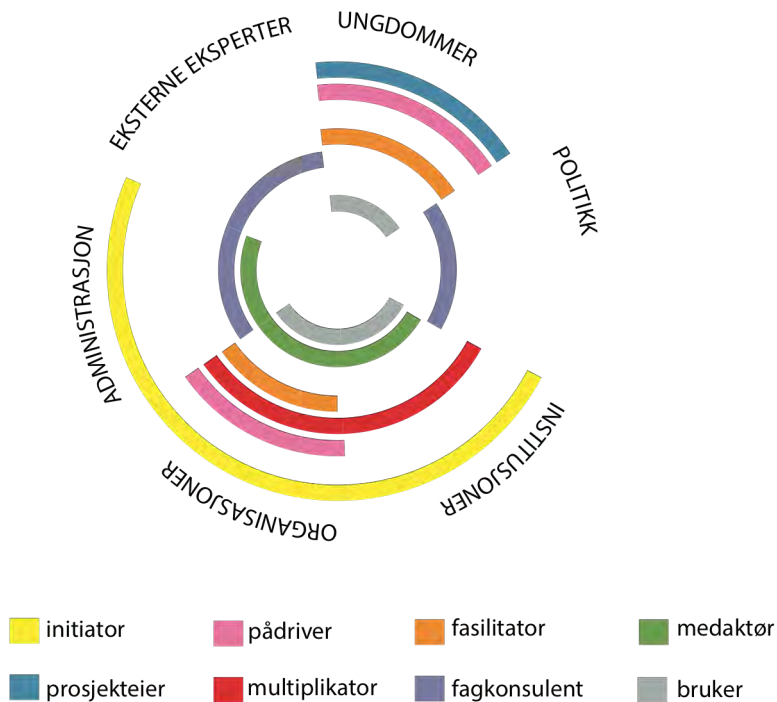 UNGDOMMER
POLITIKK
INSTITUSJONER
ORGANISASJONER
ADMINISTRASJON
EKSTERNE EKSPERTER
initiator
pådriver
fasilitator
medaktør
prosjekteier
multiplikator
fagkonsulent
bruker